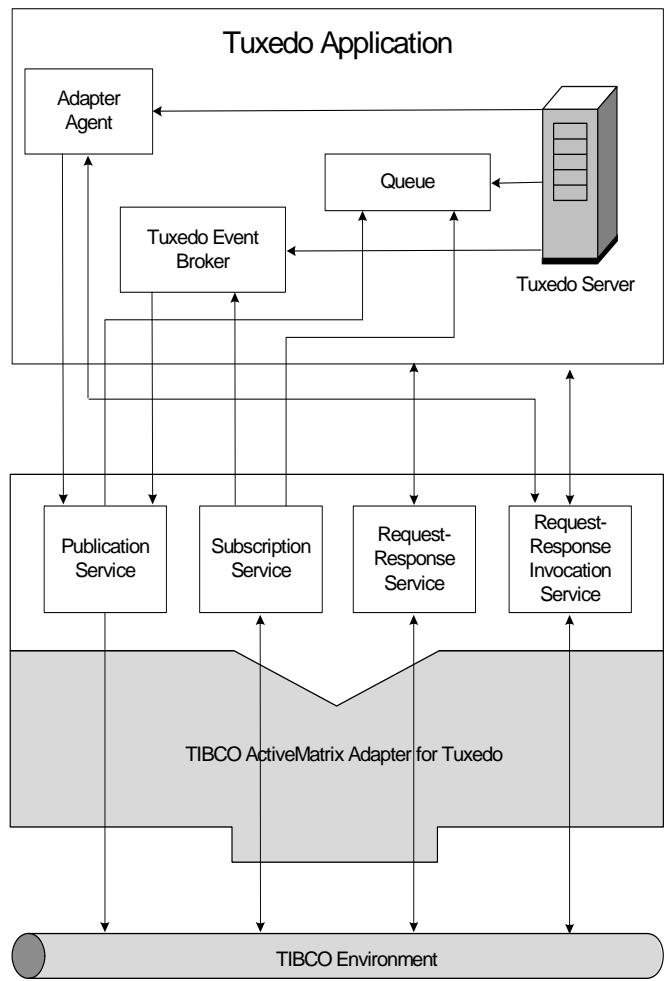 Tuxedo Application
Adapter
Agent
Queue
Tuxedo Event
Broker
Tuxedo Server
Publication
Service
Subscription
Service
Request-
Response
Service
Request-
Response
Invocation
Service
TIBCO ActiveMatrix Adapter for Tuxedo
TIBCO Environment